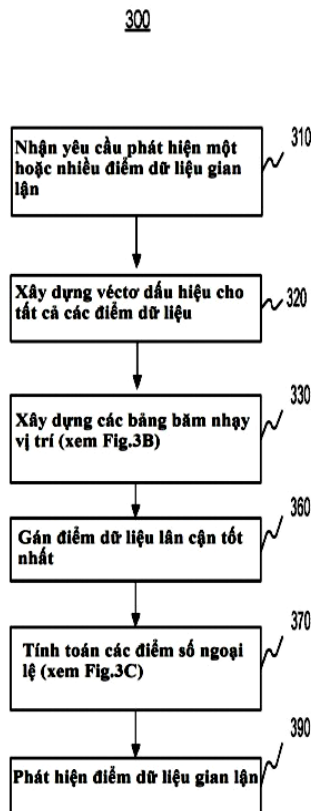 300
310
Nhận yêu cầu phát hiện một
hoặc nhiều điểm dữ liệu gian
lận
Xây dựng véctơ dấu hiệu cho
tất cả các điểm dữ liệu
320
330
Xây dựng các bảng băm nhạy
vị trí (xem Fig.3B)
360
Gán điểm dữ liệu lân cận tốt
nhất
370
Tính toán các điểm số ngoại
lệ (xem Fig.3C)
390
Phát hiện điểm dữ liệu gian lận